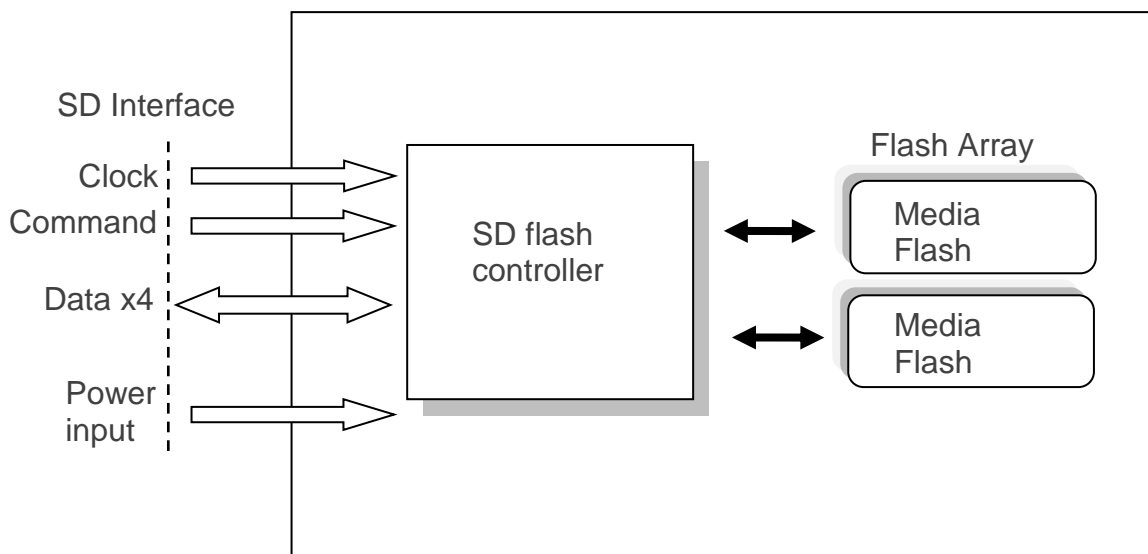 SD Interface
Clock
Command
Data x4
Power
input
SD flash
controller
Flash Array
Media
Flash
Media
Flash